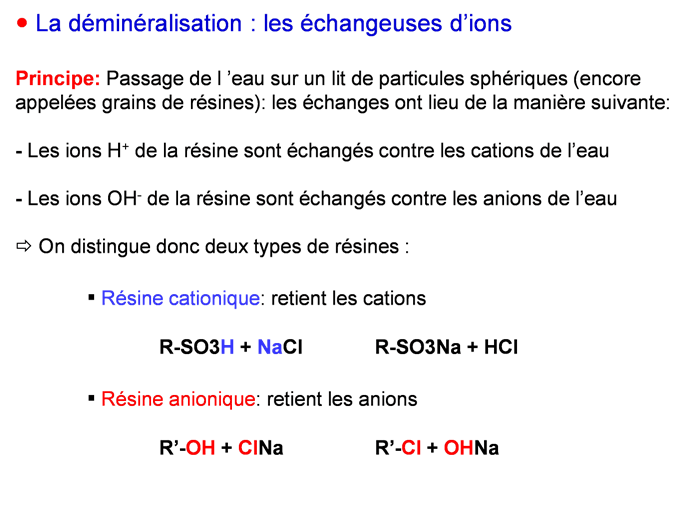 • La déminéralisation : les échangeuses d'ions
Principe: Passage de l 'eau sur un lit de particules sphériques (encore
appelées grains de résines): les échanges ont lieu de la manière suivante:
- Les ions H⁺ de la résine sont échangés contre les cations de l'eau
- Les ions OH⁻ de la résine sont échangés contre les anions de l'eau
⇨ On distingue donc deux types de résines :
▪ Résine cationique: retient les cations
R-SO3H + NaCl R-SO3Na + HCl
▪ Résine anionique: retient les anions
R'-OH + ClNa R'-Cl + OHNa